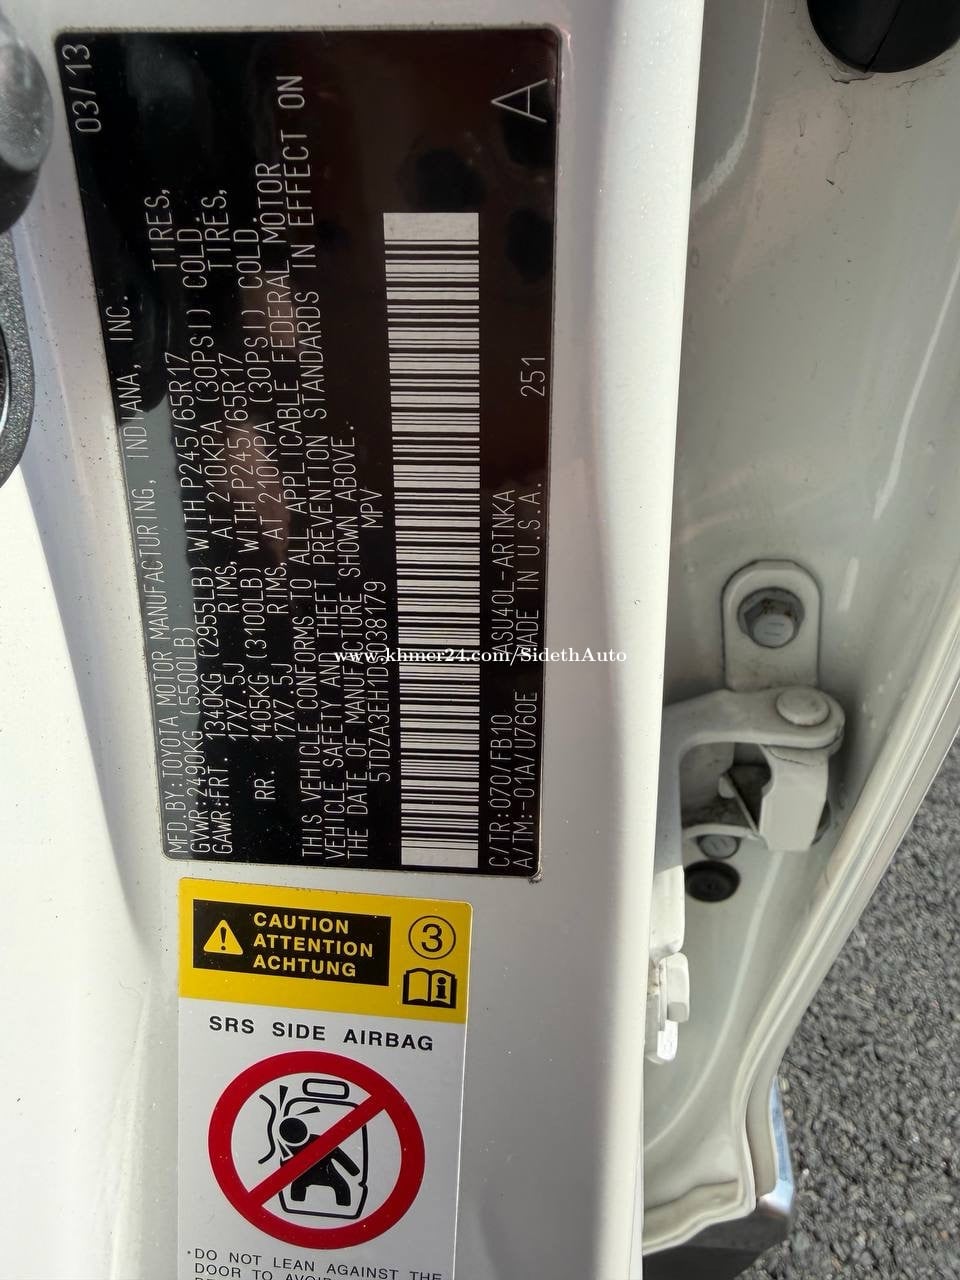 03/13
MFD.BY:TOYOTA MOTOR MANUFACTURING, INDIANA, INC.
GVWR:2490KG(5500LB)
GAWR:FRT. 1340KG (2955LB) WITH P245/65R17 TIRES,
17X7.5J RIMS, AT 210KPA (30PSI) COLD.
RR. 1405KG (3100LB) WITH P245/65R17 TIRES,
17X7.5J RIMS, AT 210KPA (30PSI) COLD.
THIS VEHICLE CONFORMS TO ALL APPLICABLE FEDERAL MOTOR
VEHICLE SAFETY AND THEFT PREVENTION STANDARDS IN EFFECT ON
THE DATE OF MANUFACTURE SHOWN ABOVE.
5TDZA3EH1DS038179 MPV
C/TR:070/FB10 ASU40L-ARTNKA
A/TM:-01A/U760E MADE IN U.S.A. 251
A
www.khmer24.com/SidethAuto
CAUTION
ATTENTION
ACHTUNG
3
SRS SIDE AIRBAG
·DO NOT LEAN AGAINST THE
DOOR TO AVOID